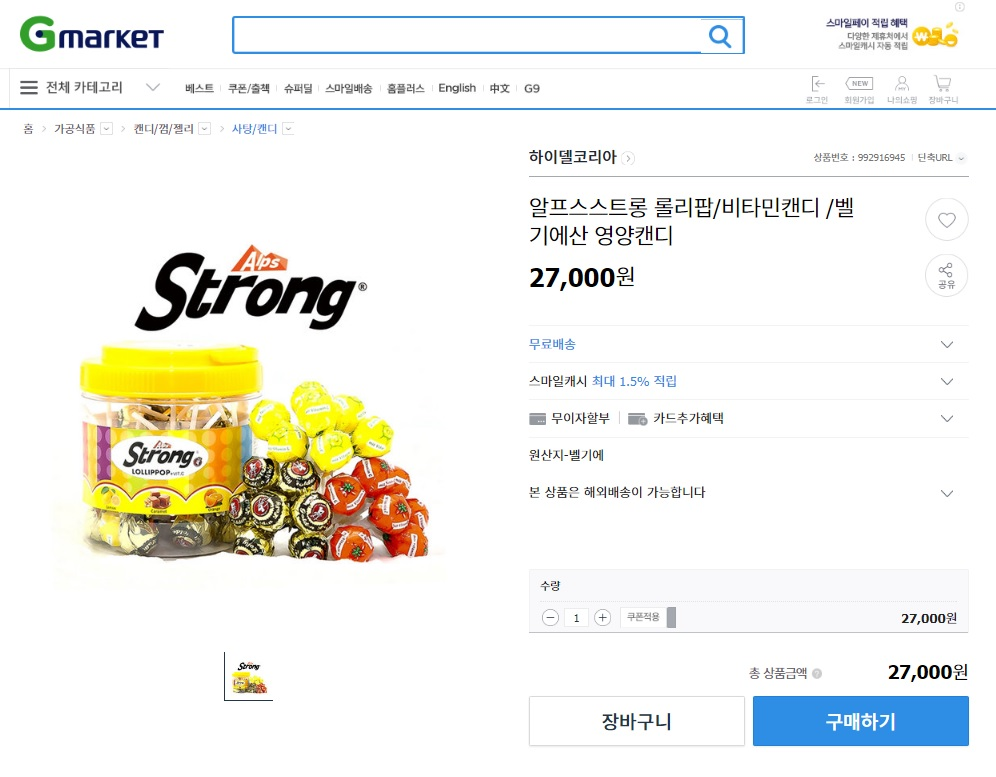 Gmarket
스마일페이 적립 혜택
다양한 제휴처에서
스마일캐시 자동 적립
전체 카테고리
베스트 쿠폰/출첵 슈퍼딜 스마일배송 홈플러스 English 中文 G9
NEW
로그인 회원가입 나의쇼핑 장바구니
홈 가공식품 캔디/껌/젤리 사탕/캔디
하이델코리아
상품번호 : 992916945 단축URL
알프스스트롱 롤리팝/비타민캔디 /벨
기에산 영양캔디
27,000원
공유
Alps
Strong®
Alps
Strong
LOLLIPPOP
Caramel
무료배송
스마일캐시 최대 1.5% 적립
무이자할부 카드추가혜택
원산지-벨기에
본 상품은 해외배송이 가능합니다
수량
1 쿠폰적용 27,000원
Strong
총 상품금액 27,000원
장바구니 구매하기